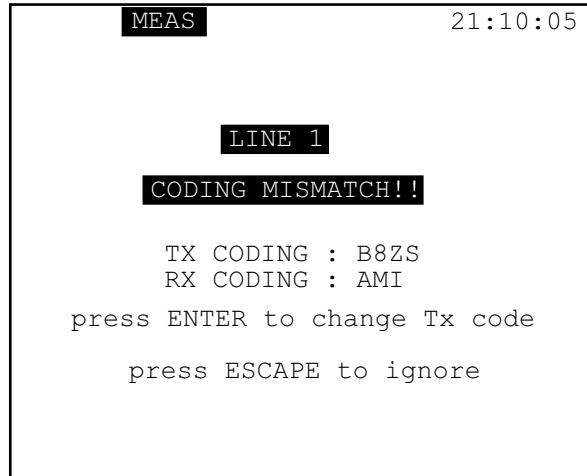 MEAS 21:10:05
LINE 1
CODING MISMATCH!!
TX CODING : B8ZS
RX CODING : AMI
press ENTER to change Tx code
press ESCAPE to ignore